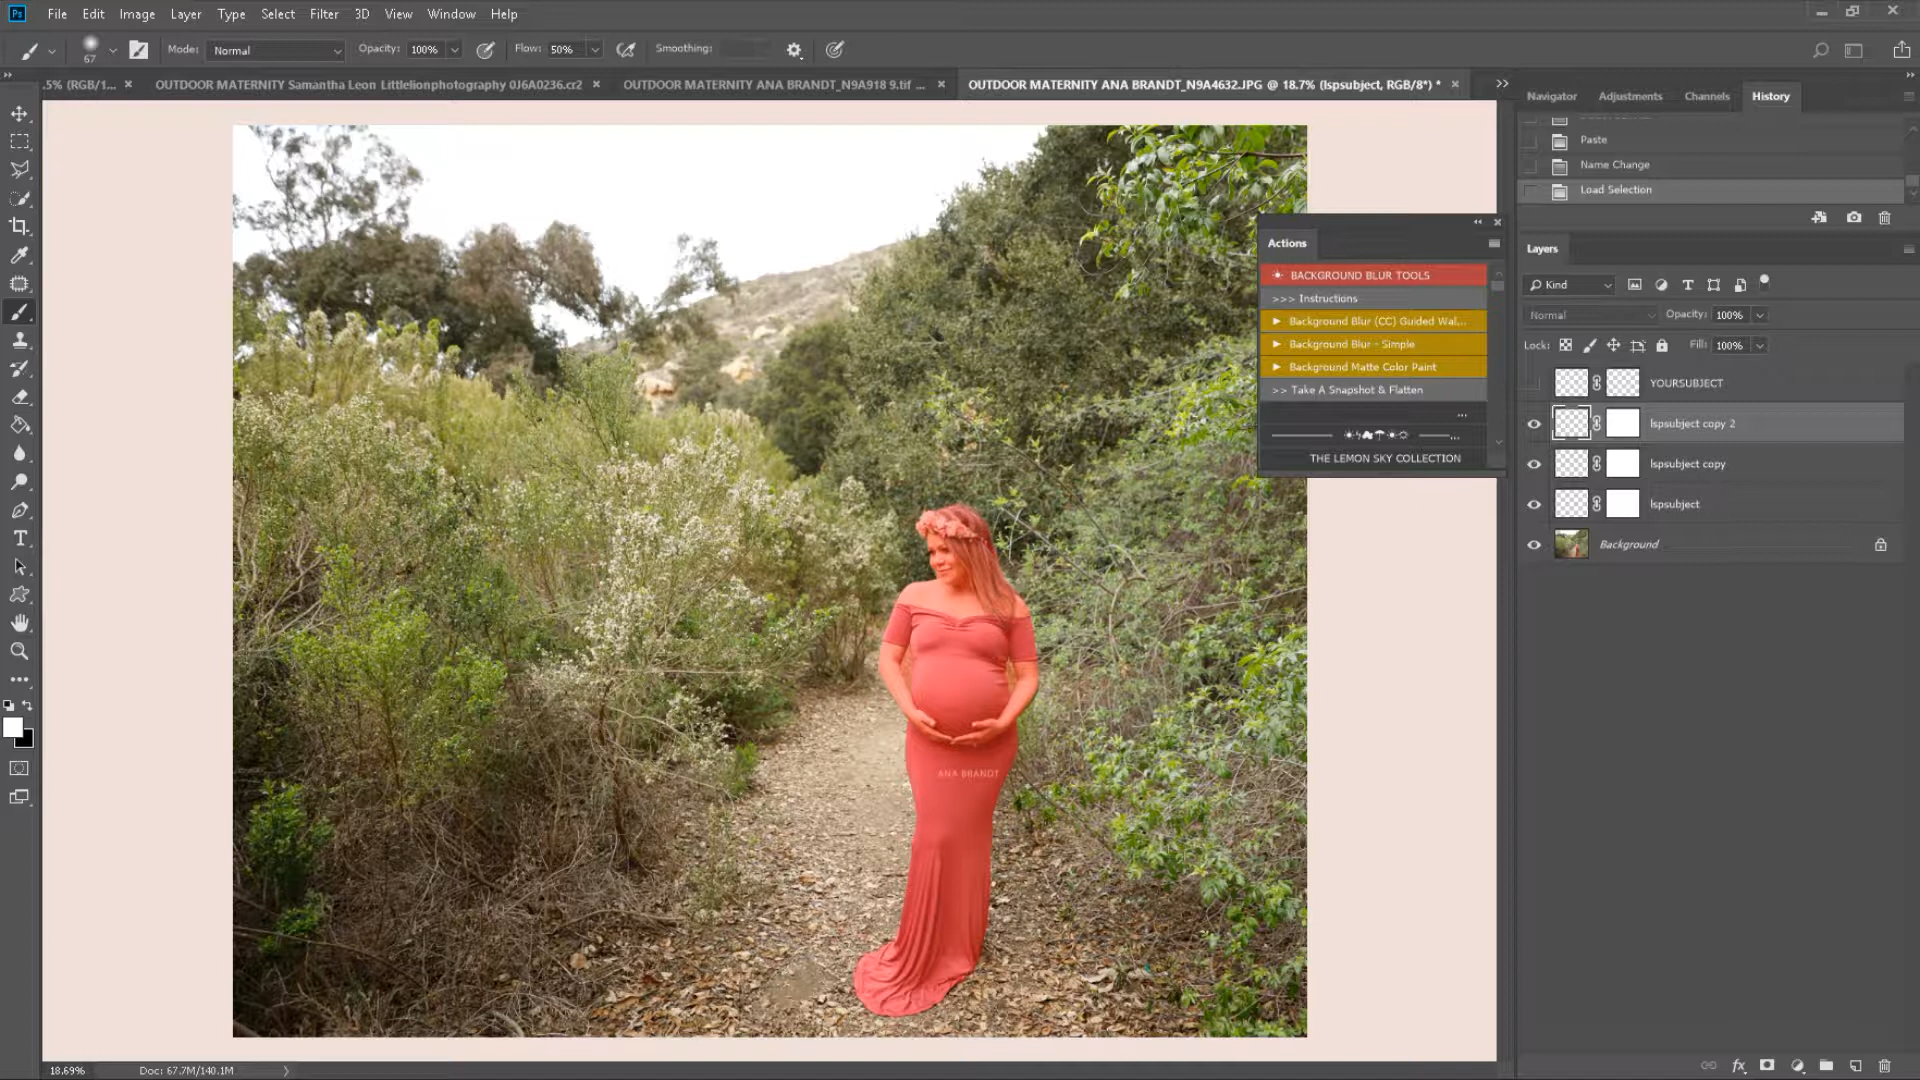 Ps File Edit Image Layer Type Select Filter 3D View Window Help
67 Mode: Normal Opacity: 100% Flow: 50% Smoothing:
.5% (RGB/1... × OUTDOOR MATERNITY Samantha Leon Littlelionphotography 0J6A0236.cr2 × OUTDOOR MATERNITY ANA BRANDT_N9A918 9.tif ... × OUTDOOR MATERNITY ANA BRANDT_N9A4632.JPG @ 18.7% (lspsubject, RGB/8*) * ×
Navigator Adjustments Channels History
Paste
Name Change
Load Selection
Actions
BACKGROUND BLUR TOOLS
>>> Instructions
Background Blur (CC) Guided Wal...
Background Blur - Simple
Background Matte Color Paint
>> Take A Snapshot & Flatten
...
...
THE LEMON SKY COLLECTION
Layers
Kind
Normal Opacity: 100%
Lock: Fill: 100%
YOURSUBJECT
lspsubject copy 2
lspsubject copy
lspsubject
Background
ANA BRANDT
18.69% Doc: 67.7M/140.1M